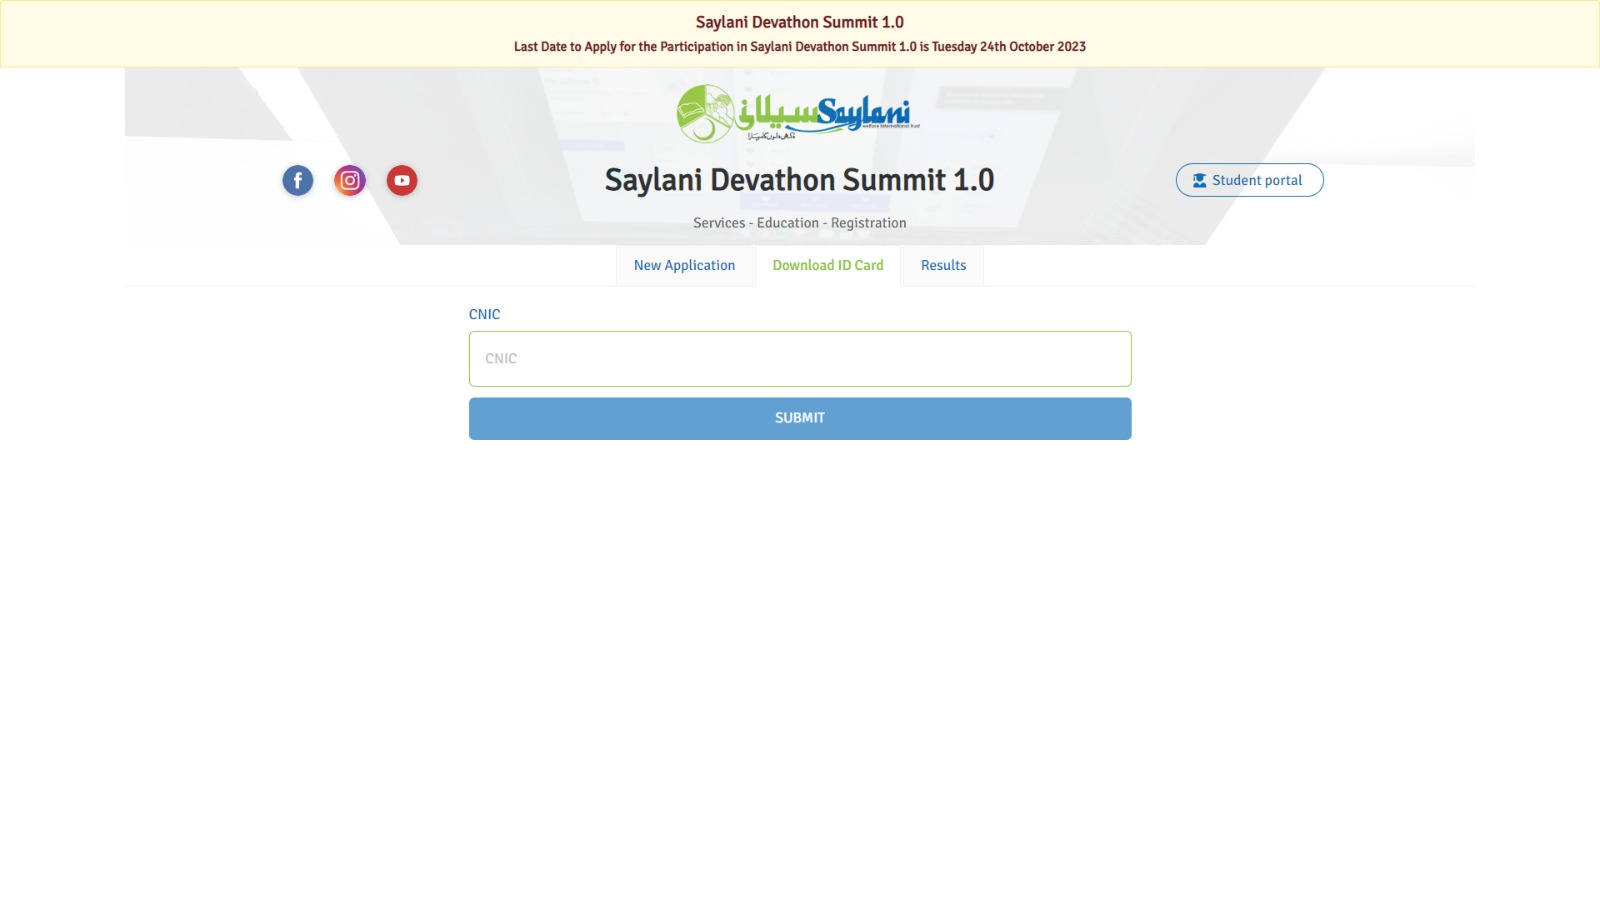 Saylani Devathon Summit 1.0
Last Date to Apply for the Participation in Saylani Devathon Summit 1.0 is Tuesday 24th October 2023
سیلانی Saylani
welfare international trust
Saylani Devathon Summit 1.0
Student portal
Services - Education - Registration
New Application
Download ID Card
Results
CNIC
CNIC
SUBMIT